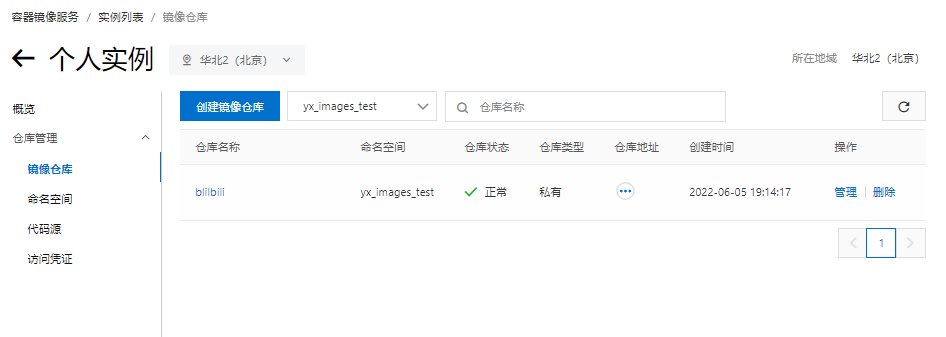 容器镜像服务 / 实例列表 / 镜像仓库
个人实例 华北2（北京） 所在地域 华北2（北京）
概览
仓库管理
镜像仓库
命名空间
代码源
访问凭证
创建镜像仓库 yx_images_test 仓库名称
仓库名称 命名空间 仓库状态 仓库类型 仓库地址 创建时间 操作
blilbili yx_images_test 正常 私有 2022-06-05 19:14:17 管理 删除
1